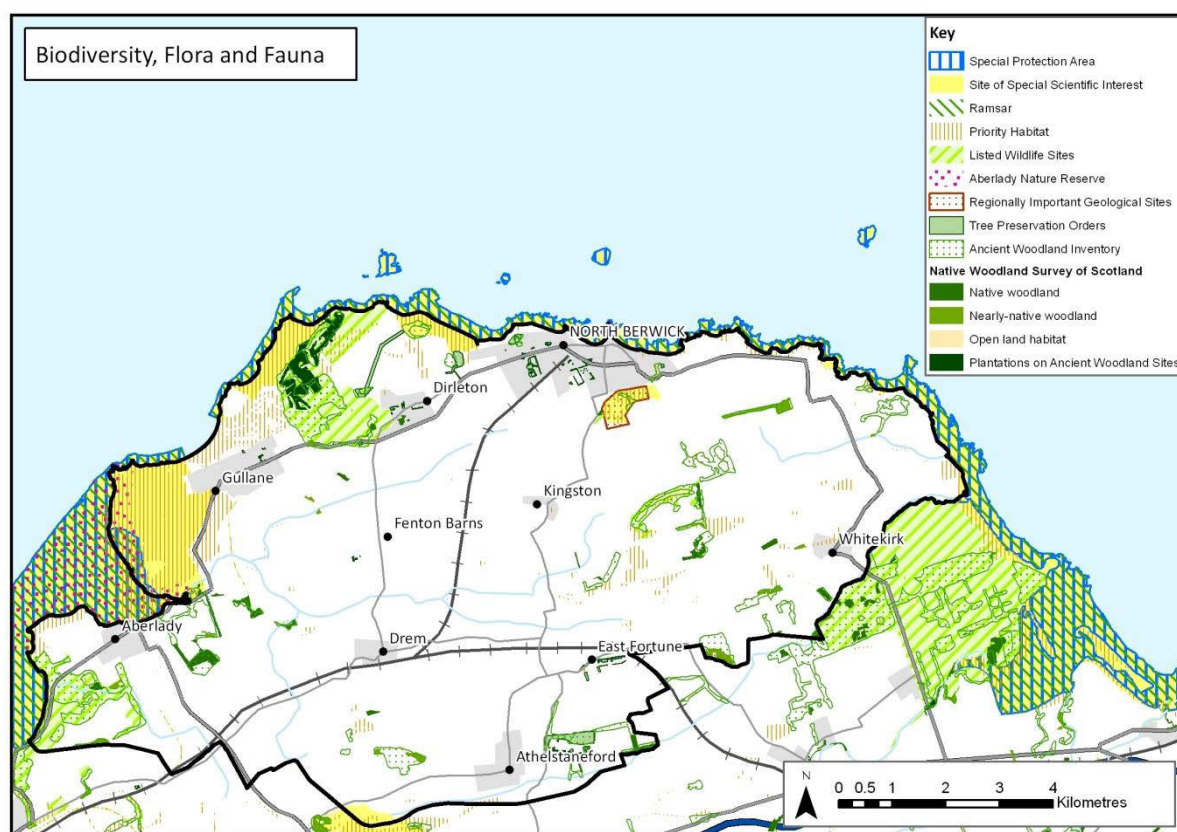 Biodiversity, Flora and Fauna
Key
Special Protection Area
Site of Special Scientific Interest
Ramsar
Priority Habitat
Listed Wildlife Sites
Aberlady Nature Reserve
Regionally Important Geological Sites
Tree Preservation Orders
Ancient Woodland Inventory
Native Woodland Survey of Scotland
Native woodland
Nearly-native woodland
Open land habitat
Plantations on Ancient Woodland Sites
NORTH BERWICK
Dirleton
Gullane
Kingston
Fenton Barns
Whitekirk
Aberlady
Drem
East Fortune
Athelstaneford
N
0 0.5 1 2 3 4
Kilometres